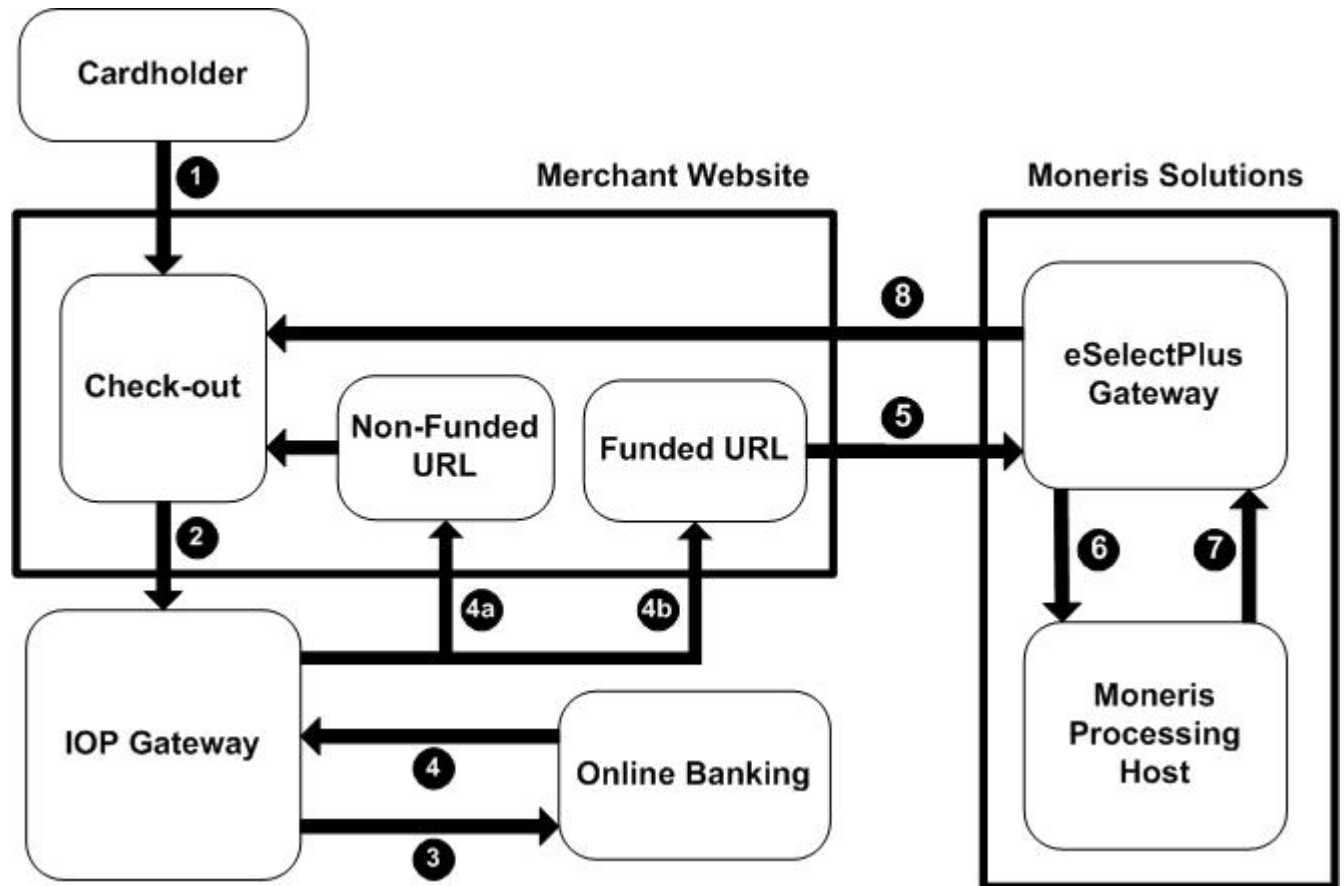 Cardholder
1
Merchant Website
Moneris Solutions
8
eSelectPlus
Gateway
Check-out
Non-Funded
URL
Funded URL
5
2
6
7
4a
4b
IOP Gateway
Moneris
Processing
Host
4
Online Banking
3